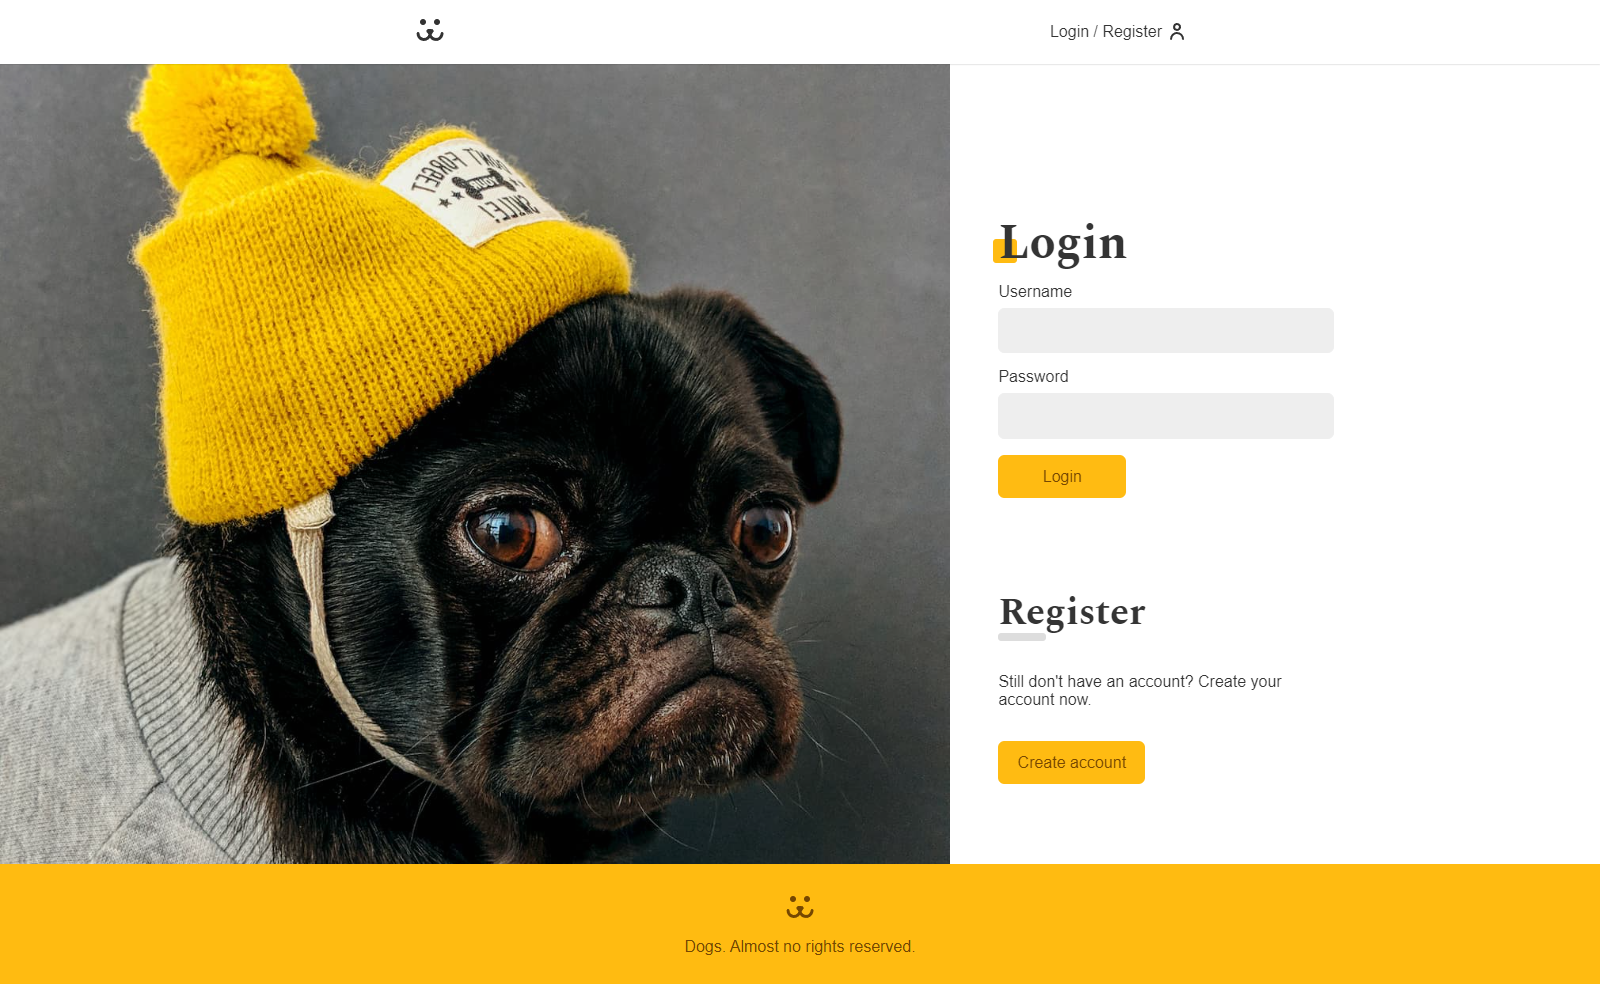 Login / Register
DON'T FORGET
SMILE!
Login
Username
Password
Login
Register
Still don't have an account? Create your
account now.
Create account
Dogs. Almost no rights reserved.